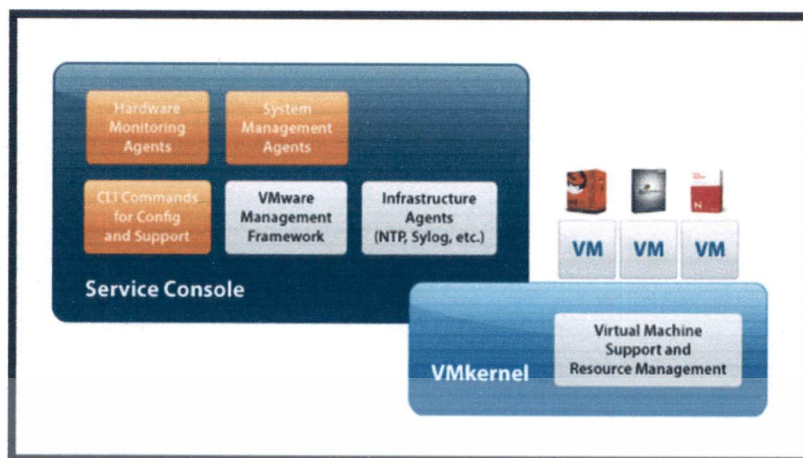 Hardware
Monitoring
Agents
System
Management
Agents
CLI Commands
for Config
and Support
VMware
Management
Framework
Infrastructure
Agents
(NTP, Sylog, etc.)
Service Console
N
VM
VM
VM
VMkernel
Virtual Machine
Support and
Resource Management